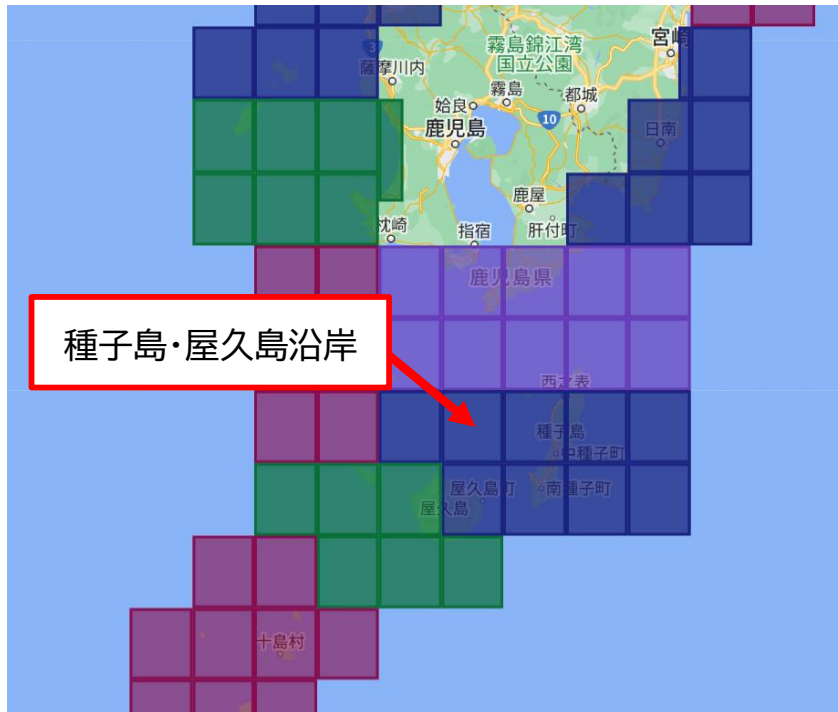 宮崎
霧島錦江湾
国立公園
3
薩摩川内
霧島
都城
姶良
10
鹿児島
日南
鹿屋
枕崎
指宿
肝付町
鹿児島県
種子島・屋久島沿岸
西之表
種子島
中種子町
屋久島町
南種子町
屋久島
十島村